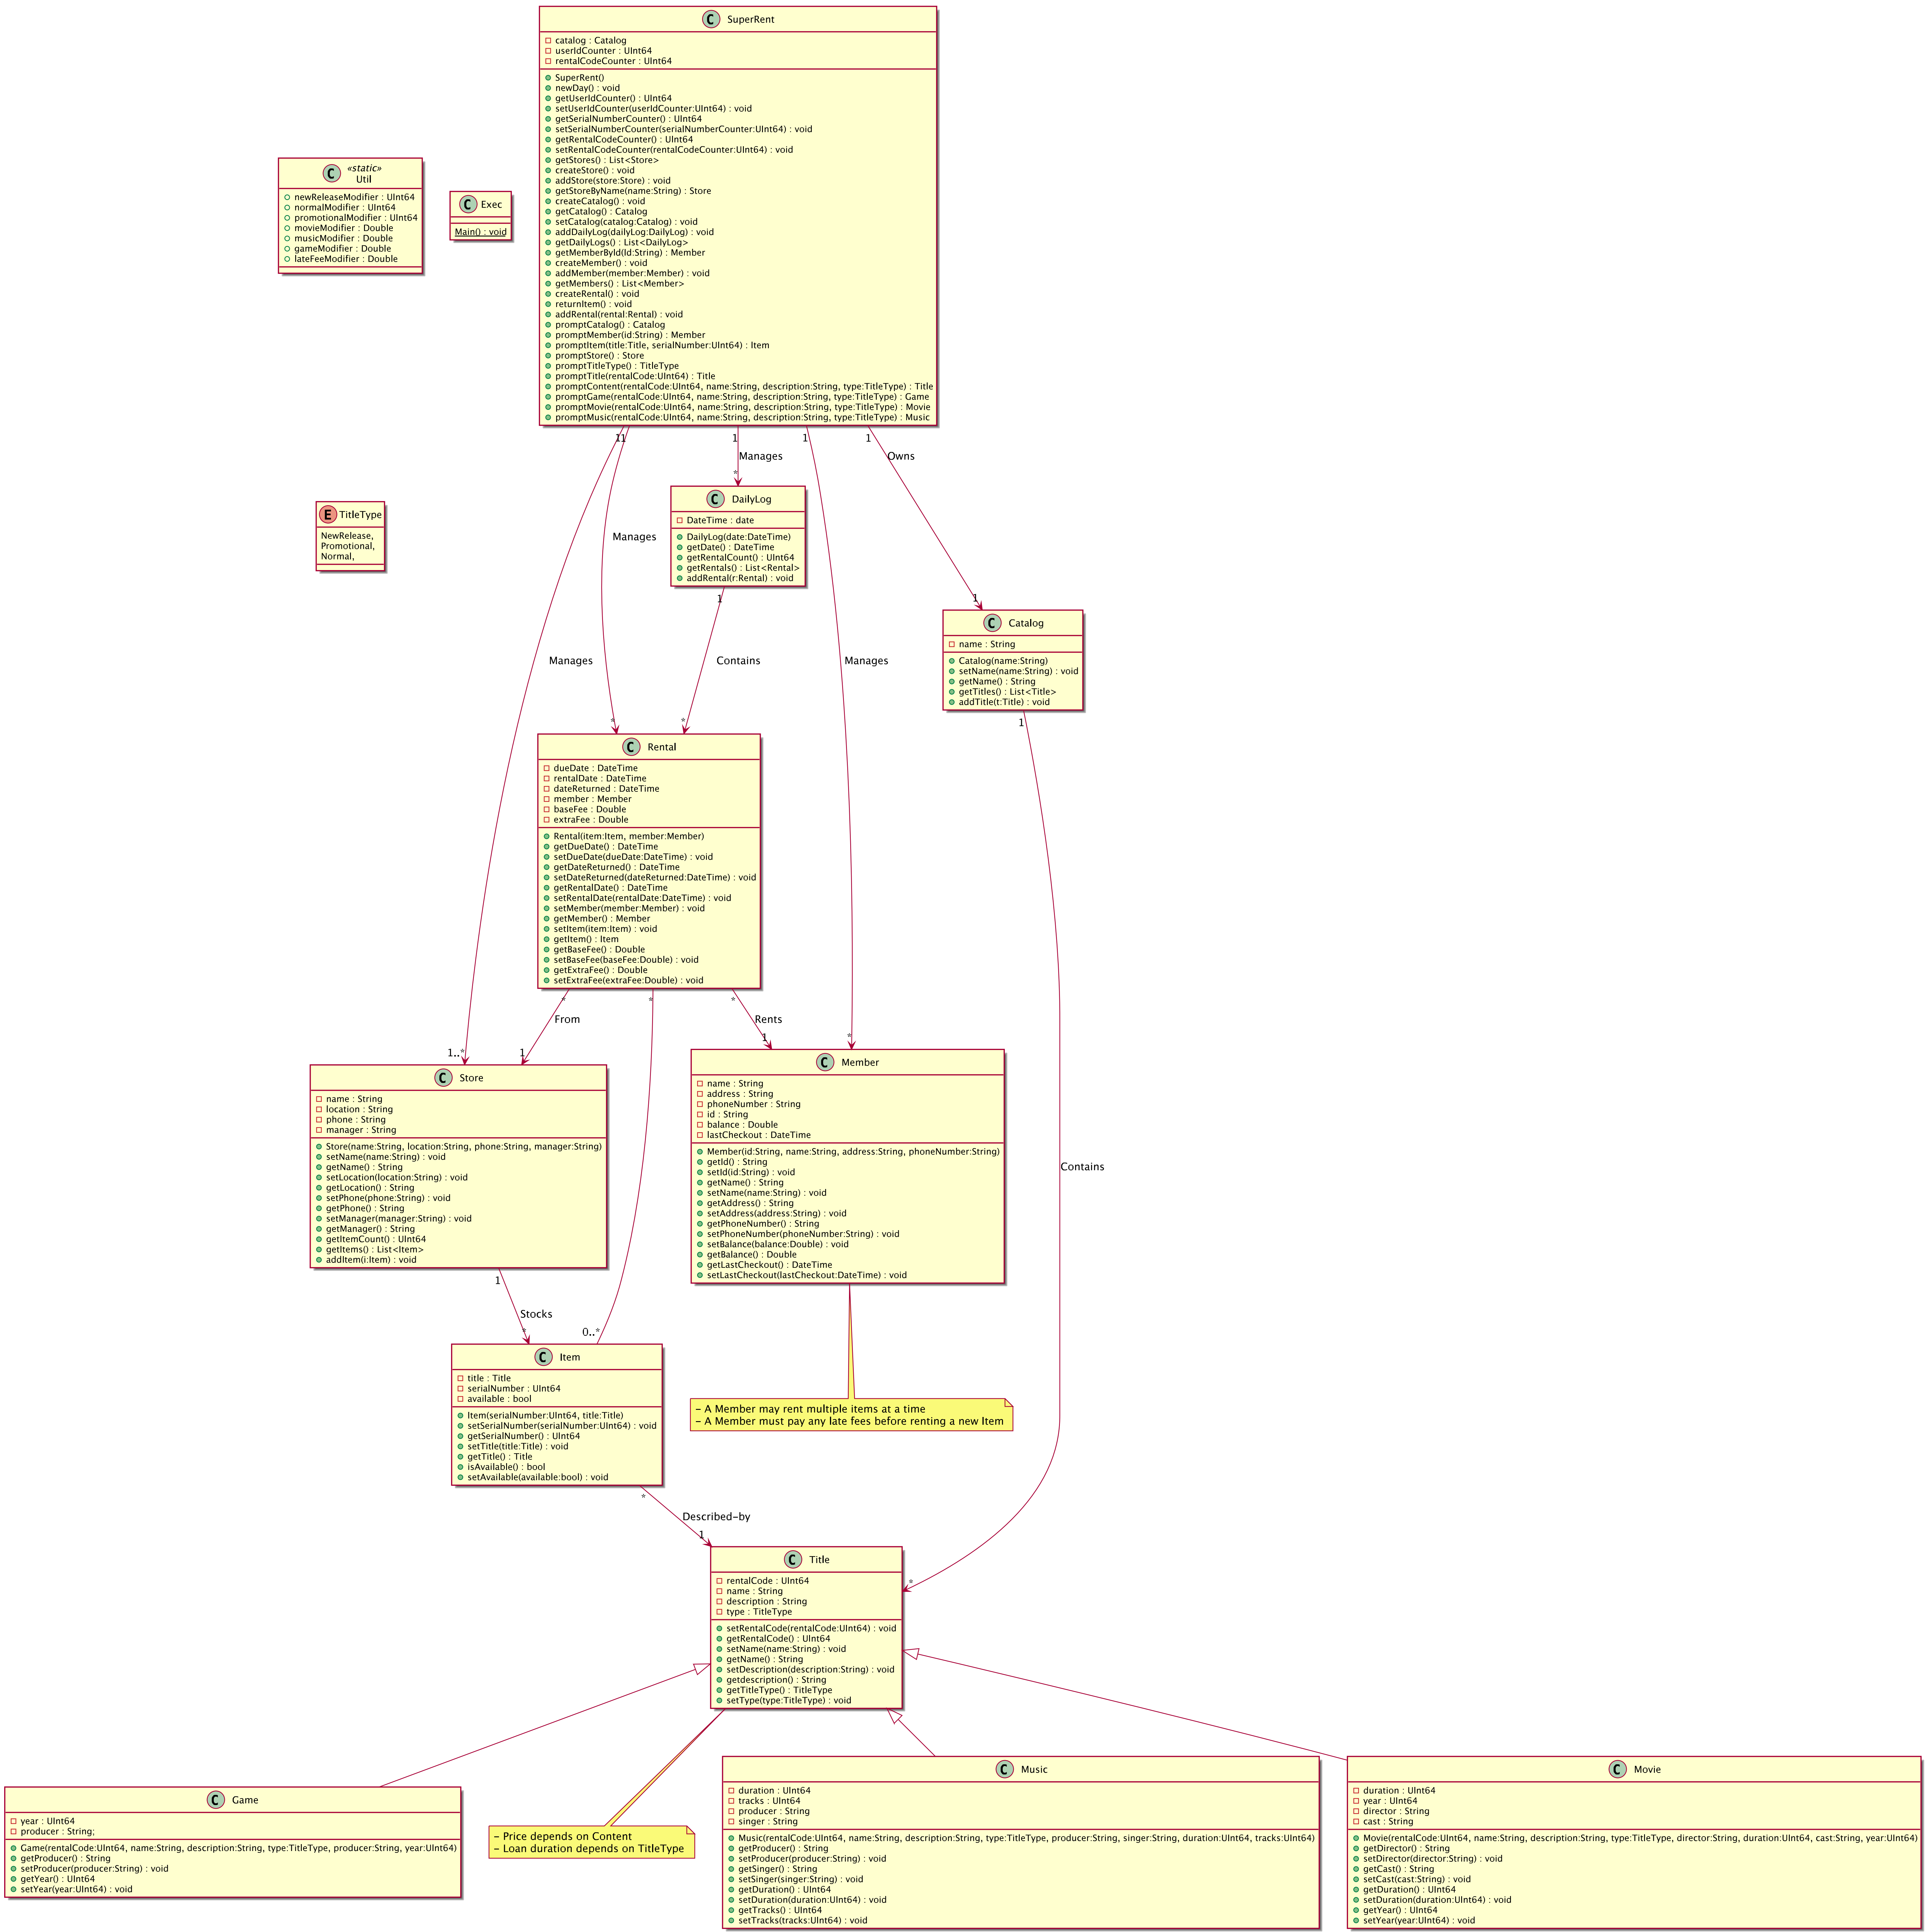 C SuperRent
catalog : Catalog
userIdCounter : UInt64
rentalCodeCounter : UInt64
SuperRent()
newDay() : void
getUserIdCounter() : UInt64
setUserIdCounter(userIdCounter:UInt64) : void
getSerialNumberCounter() : UInt64
setSerialNumberCounter(serialNumberCounter:UInt64) : void
getRentalCodeCounter() : UInt64
setRentalCodeCounter(rentalCodeCounter:UInt64) : void
getStores() : List<Store>
createStore() : void
addStore(store:Store) : void
getStoreByName(name:String) : Store
createCatalog() : void
getCatalog() : Catalog
setCatalog(catalog:Catalog) : void
addDailyLog(dailyLog:DailyLog) : void
getDailyLogs() : List<DailyLog>
getMemberById(Id:String) : Member
createMember() : void
addMember(member:Member) : void
getMembers() : List<Member>
createRental() : void
returnItem() : void
addRental(rental:Rental) : void
promptCatalog() : Catalog
promptMember(id:String) : Member
promptItem(title:Title, serialNumber:UInt64) : Item
promptStore() : Store
promptTitleType() : TitleType
promptTitle(rentalCode:UInt64) : Title
promptContent(rentalCode:UInt64, name:String, description:String, type:TitleType) : Title
promptGame(rentalCode:UInt64, name:String, description:String, type:TitleType) : Game
promptMovie(rentalCode:UInt64, name:String, description:String, type:TitleType) : Movie
promptMusic(rentalCode:UInt64, name:String, description:String, type:TitleType) : Music
C «static»
Util
newReleaseModifier : UInt64
normalModifier : UInt64
promotionalModifier : UInt64
movieModifier : Double
musicModifier : Double
gameModifier : Double
lateFeeModifier : Double
C Exec
Main() : void
1
1
1
1
1
Manages
Owns
*
E TitleType
NewRelease,
Promotional,
Normal,
C DailyLog
DateTime : date
DailyLog(date:DateTime)
getDate() : DateTime
getRentalCount() : UInt64
getRentals() : List<Rental>
addRental(r:Rental) : void
Manages
1
1
C Catalog
name : String
Catalog(name:String)
setName(name:String) : void
getName() : String
getTitles() : List<Title>
addTitle(t:Title) : void
Manages
Contains
Manages
*
*
1
C Rental
dueDate : DateTime
rentalDate : DateTime
dateReturned : DateTime
member : Member
baseFee : Double
extraFee : Double
Rental(item:Item, member:Member)
getDueDate() : DateTime
setDueDate(dueDate:DateTime) : void
getDateReturned() : DateTime
setDateReturned(dateReturned:DateTime) : void
getRentalDate() : DateTime
setRentalDate(rentalDate:DateTime) : void
setMember(member:Member) : void
getMember() : Member
setItem(item:Item) : void
getItem() : Item
getBaseFee() : Double
setBaseFee(baseFee:Double) : void
getExtraFee() : Double
setExtraFee(extraFee:Double) : void
*
*
*
From
Rents
1..*
1
1
*
C Store
name : String
location : String
phone : String
manager : String
Store(name:String, location:String, phone:String, manager:String)
setName(name:String) : void
getName() : String
setLocation(location:String) : void
getLocation() : String
setPhone(phone:String) : void
getPhone() : String
setManager(manager:String) : void
getManager() : String
getItemCount() : UInt64
getItems() : List<Item>
addItem(i:Item) : void
C Member
name : String
address : String
phoneNumber : String
id : String
balance : Double
lastCheckout : DateTime
Member(id:String, name:String, address:String, phoneNumber:String)
getId() : String
setId(id:String) : void
getName() : String
setName(name:String) : void
getAddress() : String
setAddress(address:String) : void
getPhoneNumber() : String
setPhoneNumber(phoneNumber:String) : void
setBalance(balance:Double) : void
getBalance() : Double
getLastCheckout() : DateTime
setLastCheckout(lastCheckout:DateTime) : void
Contains
1
Stocks
*
0..*
C Item
title : Title
serialNumber : UInt64
available : bool
Item(serialNumber:UInt64, title:Title)
setSerialNumber(serialNumber:UInt64) : void
getSerialNumber() : UInt64
setTitle(title:Title) : void
getTitle() : Title
isAvailable() : bool
setAvailable(available:bool) : void
- A Member may rent multiple items at a time
- A Member must pay any late fees before renting a new Item
*
Described-by
1
*
C Title
rentalCode : UInt64
name : String
description : String
type : TitleType
setRentalCode(rentalCode:UInt64) : void
getRentalCode() : UInt64
setName(name:String) : void
getName() : String
setDescription(description:String) : void
getdescription() : String
getTitleType() : TitleType
setType(type:TitleType) : void
C Game
year : UInt64
producer : String;
Game(rentalCode:UInt64, name:String, description:String, type:TitleType, producer:String, year:UInt64)
getProducer() : String
setProducer(producer:String) : void
getYear() : UInt64
setYear(year:UInt64) : void
- Price depends on Content
- Loan duration depends on TitleType
C Music
duration : UInt64
tracks : UInt64
producer : String
singer : String
Music(rentalCode:UInt64, name:String, description:String, type:TitleType, producer:String, singer:String, duration:UInt64, tracks:UInt64)
getProducer() : String
setProducer(producer:String) : void
getSinger() : String
setSinger(singer:String) : void
getDuration() : UInt64
setDuration(duration:UInt64) : void
getTracks() : UInt64
setTracks(tracks:UInt64) : void
C Movie
duration : UInt64
year : UInt64
director : String
cast : String
Movie(rentalCode:UInt64, name:String, description:String, type:TitleType, director:String, duration:UInt64, cast:String, year:UInt64)
getDirector() : String
setDirector(director:String) : void
getCast() : String
setCast(cast:String) : void
getDuration() : UInt64
setDuration(duration:UInt64) : void
getYear() : UInt64
setYear(year:UInt64) : void